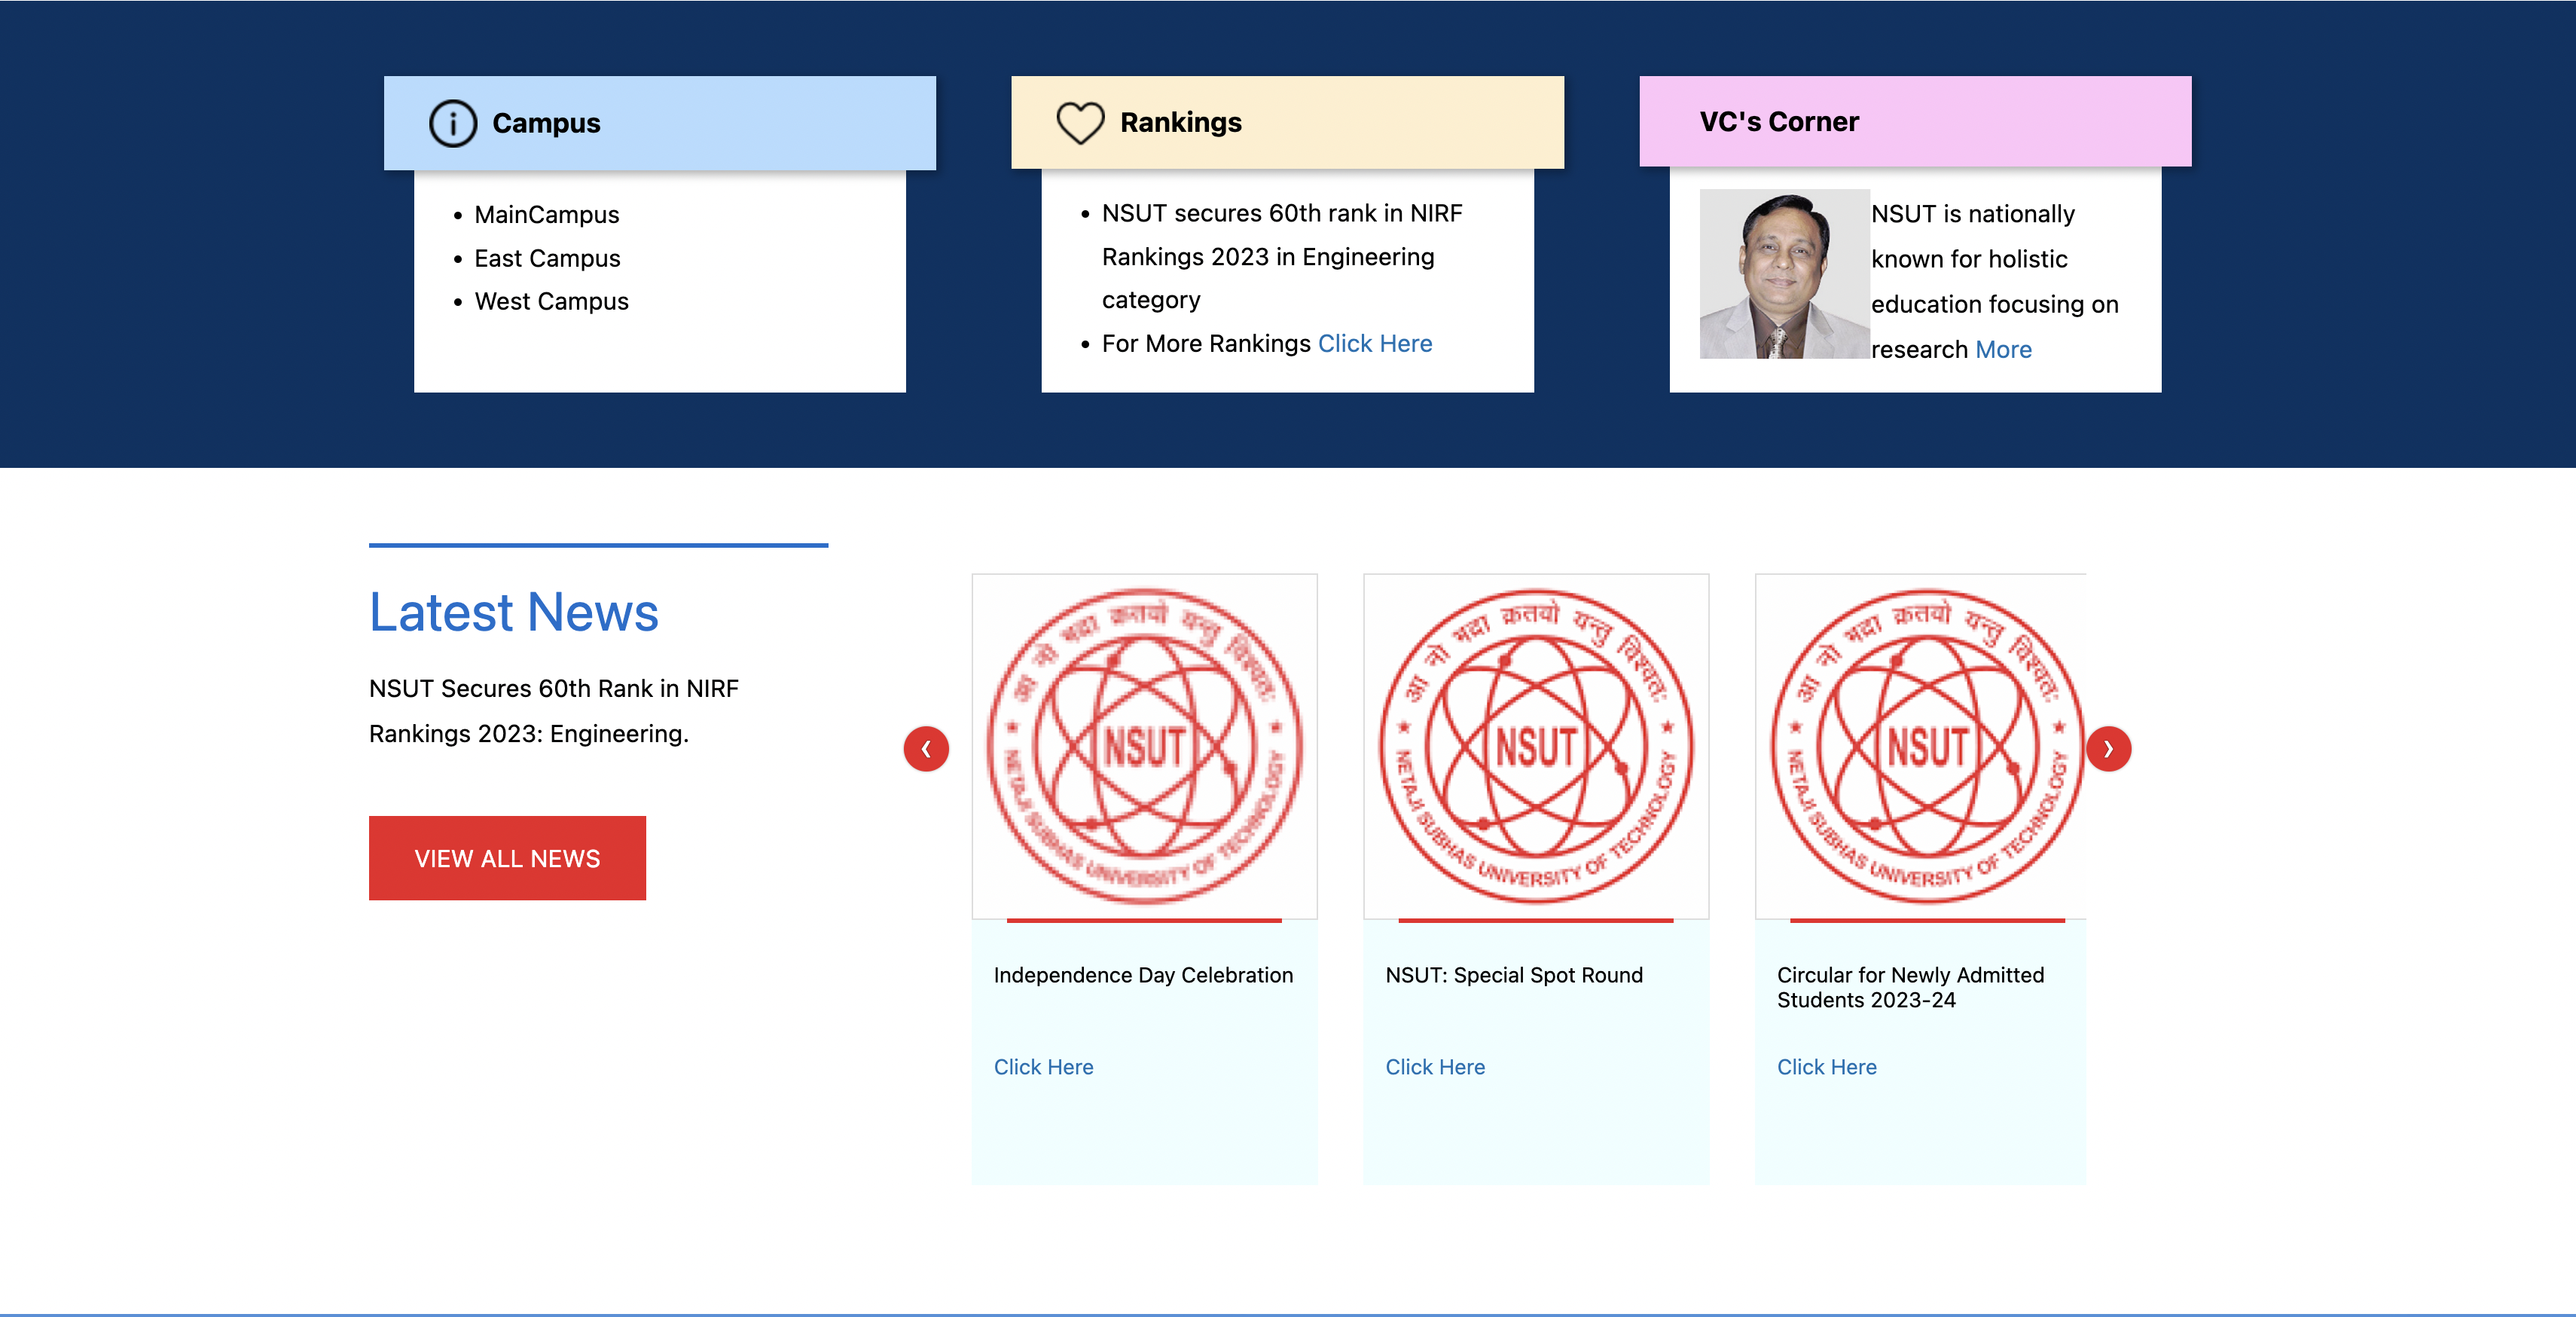 Campus
MainCampus
East Campus
West Campus
Rankings
NSUT secures 60th rank in NIRF
Rankings 2023 in Engineering
category
For More Rankings Click Here
VC's Corner
NSUT is nationally
known for holistic
education focusing on
research More
Latest News
NSUT Secures 60th Rank in NIRF
Rankings 2023: Engineering.
VIEW ALL NEWS
आ नो भद्रा क्रतवो यन्तु विश्वतः
NSUT
NETAJI SUBHAS UNIVERSITY OF TECHNOLOGY
Independence Day Celebration
Click Here
आ नो भद्रा क्रतवो यन्तु विश्वतः
NSUT
NETAJI SUBHAS UNIVERSITY OF TECHNOLOGY
NSUT: Special Spot Round
Click Here
आ नो भद्रा क्रतवो यन्तु विश्वतः
NSUT
NETAJI SUBHAS UNIVERSITY OF TECHNOLOGY
Circular for Newly Admitted
Students 2023-24
Click Here